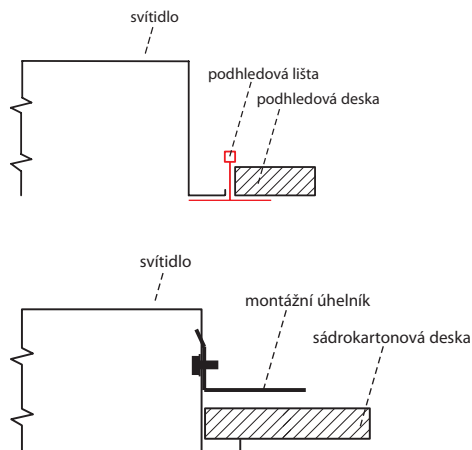 svítidlo
podhledová lišta
podhledová deska
svítidlo
montážní úhelník
sádrokartonová deska